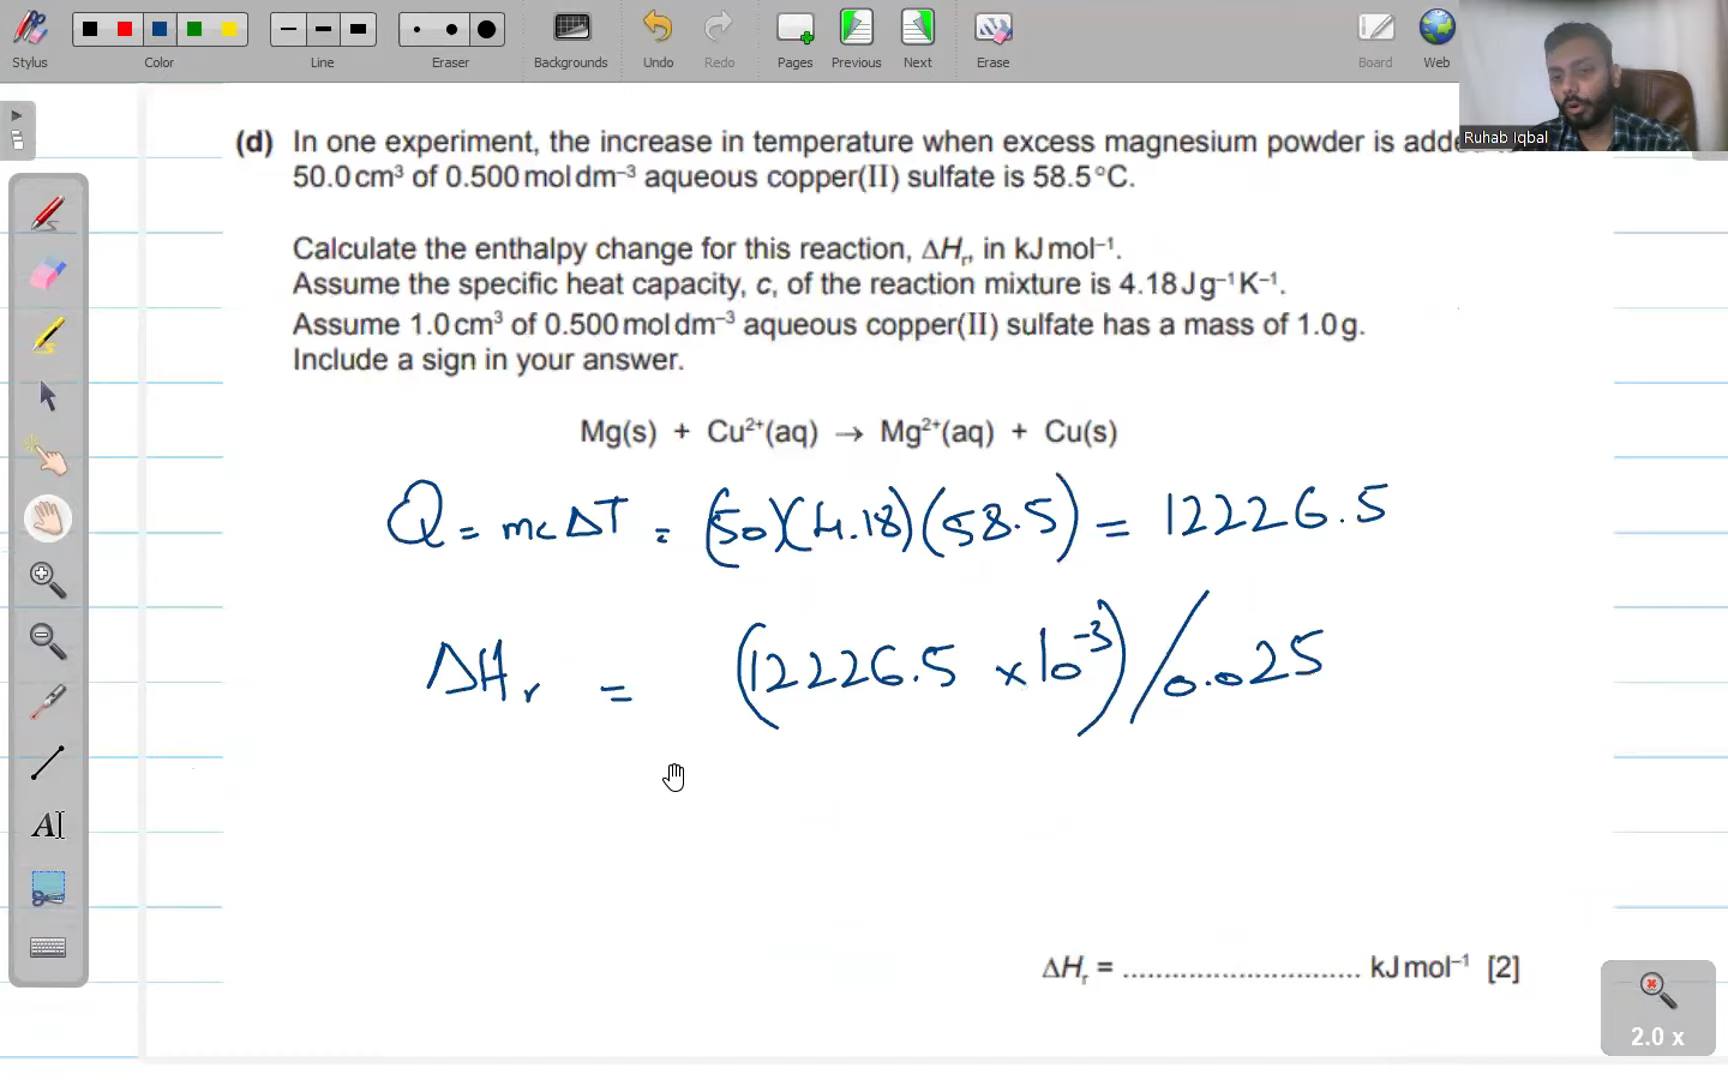 Stylus
Color
Line
Eraser
Backgrounds
Undo
Redo
Pages
Previous
Next
Erase
Board
Web
Ruhab Iqbal
(d) In one experiment, the increase in temperature when excess magnesium powder is adde
50.0 cm³ of 0.500 mol dm⁻³ aqueous copper(II) sulfate is 58.5 °C.
Calculate the enthalpy change for this reaction, ΔHᵣ, in kJ mol⁻¹.
Assume the specific heat capacity, c, of the reaction mixture is 4.18 J g⁻¹ K⁻¹.
Assume 1.0 cm³ of 0.500 mol dm⁻³ aqueous copper(II) sulfate has a mass of 1.0 g.
Include a sign in your answer.
Mg(s) + Cu²⁺(aq) → Mg²⁺(aq) + Cu(s)
Q = mcΔT = (50)(4.18)(58.5) = 12226.5
ΔHᵣ = (12226.5 ×10⁻³)/0.025
ΔHᵣ = ............................. kJ mol⁻¹ [2]
AI
2.0 x